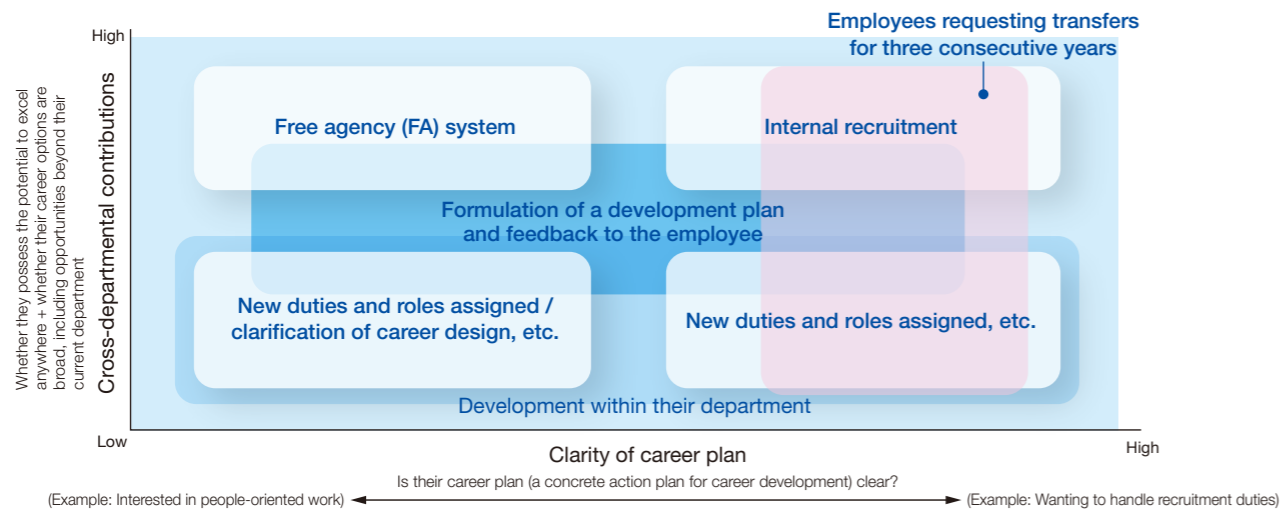 Employees requesting transfers
for three consecutive years
High
Whether they possess the potential to excel
anywhere + whether their career options are
broad, including opportunities beyond their
current department
Cross-departmental contributions
Free agency (FA) system
Internal recruitment
Formulation of a development plan
and feedback to the employee
New duties and roles assigned /
clarification of career design, etc.
New duties and roles assigned, etc.
Development within their department
Low
Clarity of career plan
High
Is their career plan (a concrete action plan for career development) clear?
(Example: Interested in people-oriented work)
(Example: Wanting to handle recruitment duties)